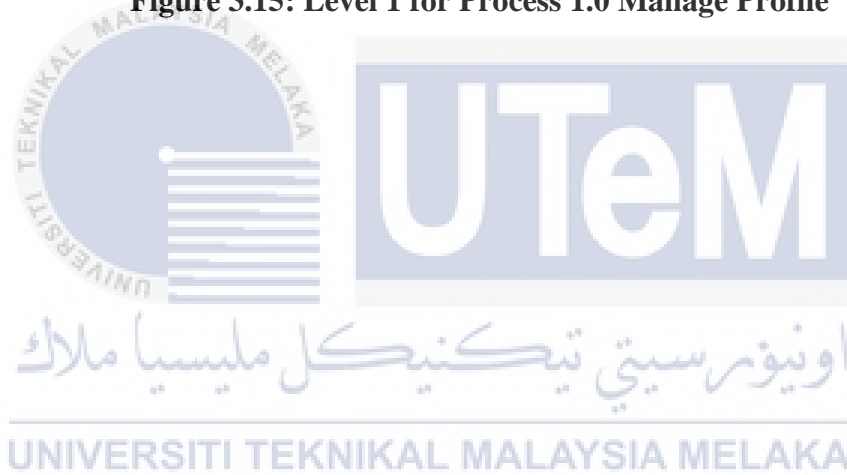 Figure 3.15: Level 1 for Process 1.0 Manage Profile
UNIVERSITI TEKNIKAL MALAYSIA MELAKA
UTeM
اونيۏرسيتي تيكنيكل مليسيا ملاك
UNIVERSITI TEKNIKAL MALAYSIA MELAKA